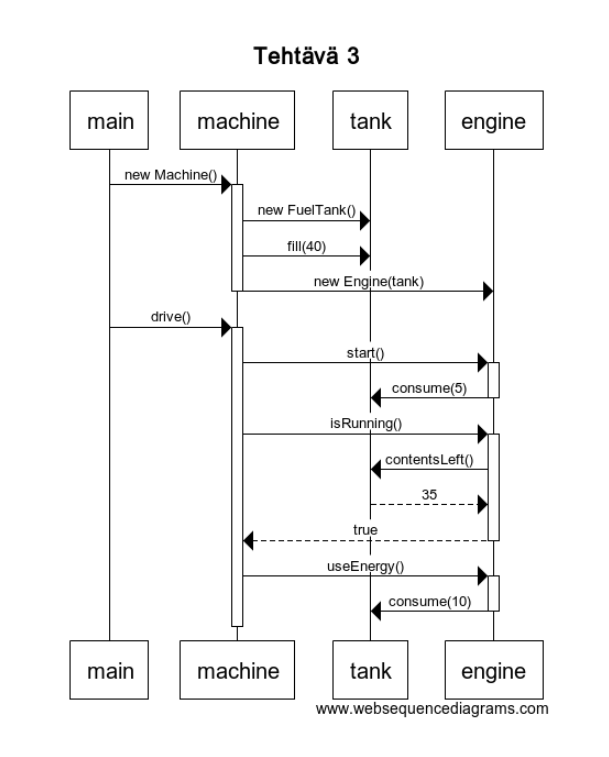 Tehtävä 3
main machine tank engine
new Machine()
new FuelTank()
fill(40)
new Engine(tank)
drive()
start()
consume(5)
isRunning()
contentsLeft()
35
true
useEnergy()
consume(10)
main machine tank engine
www.websequencediagrams.com